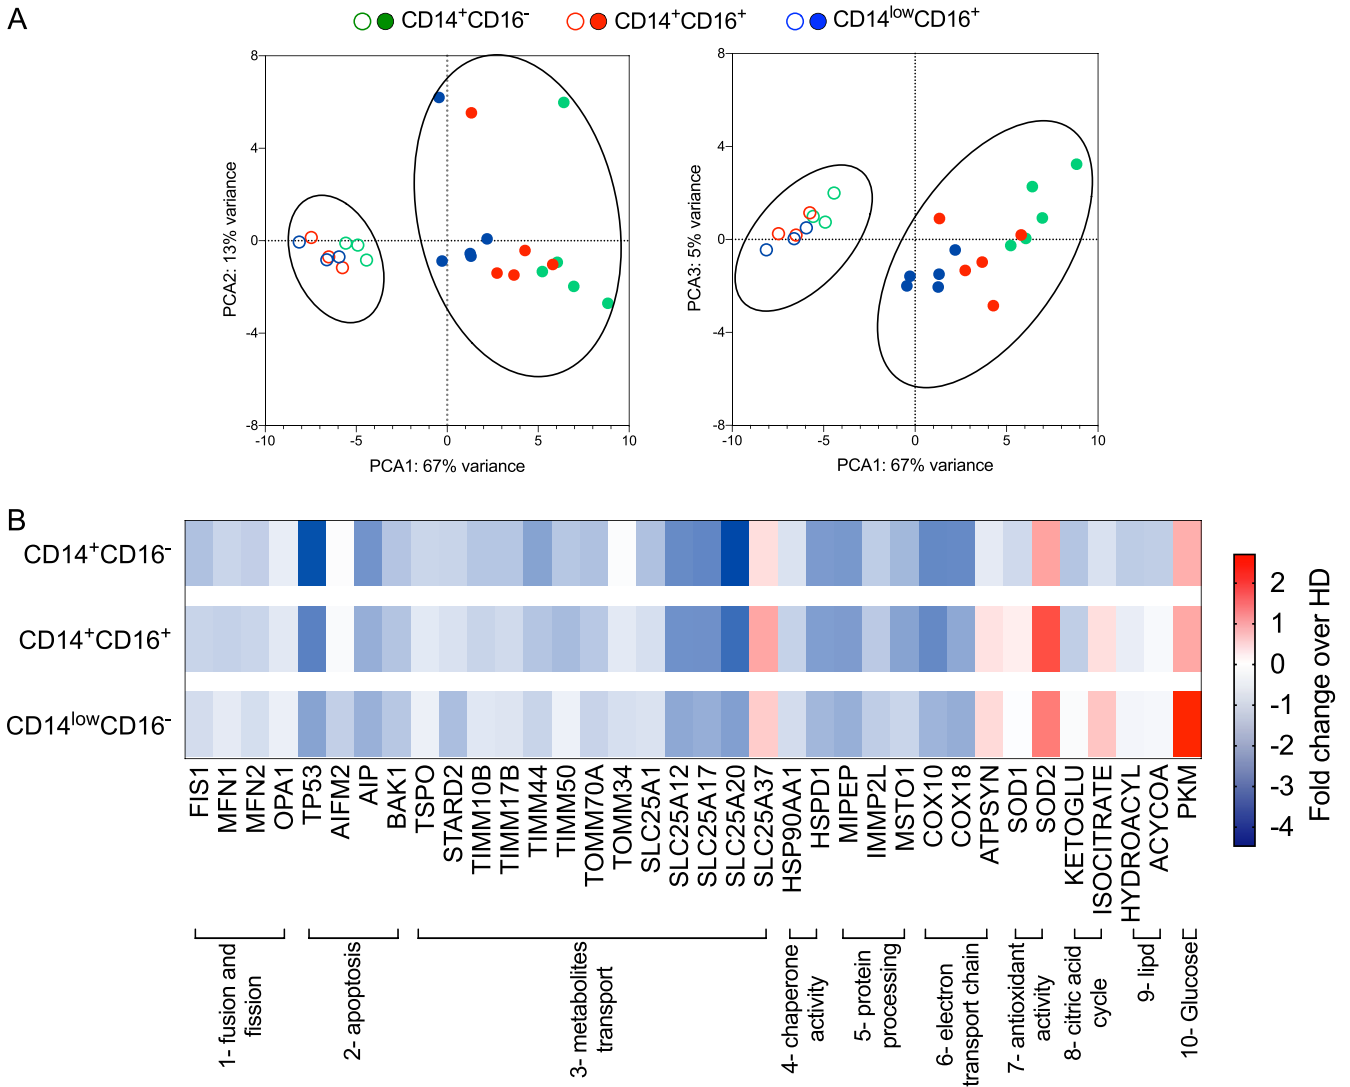 A
CD14+CD16- CD14+CD16+ CD14lowCD16+
8
4
0
-4
-8
-10 -5 0 5 10
PCA2: 13% variance
PCA1: 67% variance
8
4
0
-4
-8
-10 -5 0 5 10
PCA3: 5% variance
PCA1: 67% variance
B
CD14+CD16-
CD14+CD16+
CD14lowCD16-
FIS1
MFN1
MFN2
OPA1
TP53
AIFM2
AIP
BAK1
TSPO
STARD2
TIMM10B
TIMM17B
TIMM44
TIMM50
TOMM70A
TOMM34
SLC25A1
SLC25A12
SLC25A17
SLC25A20
SLC25A37
HSP90AA1
HSPD1
MIPEP
IMMP2L
MSTO1
COX10
COX18
ATPSYN
SOD1
SOD2
KETOGLU
ISOCITRATE
HYDROACYL
ACYCOA
PKM
1- fusion and
fission
2- apoptosis
3- metabolites
transport
4- chaperone
activity
5- protein
processing
6- electron
transport chain
7- antioxidant
activity
8- citric acid
cycle
9- lipd
10- Glucose
2
1
0
-1
-2
-3
-4
Fold change over HD